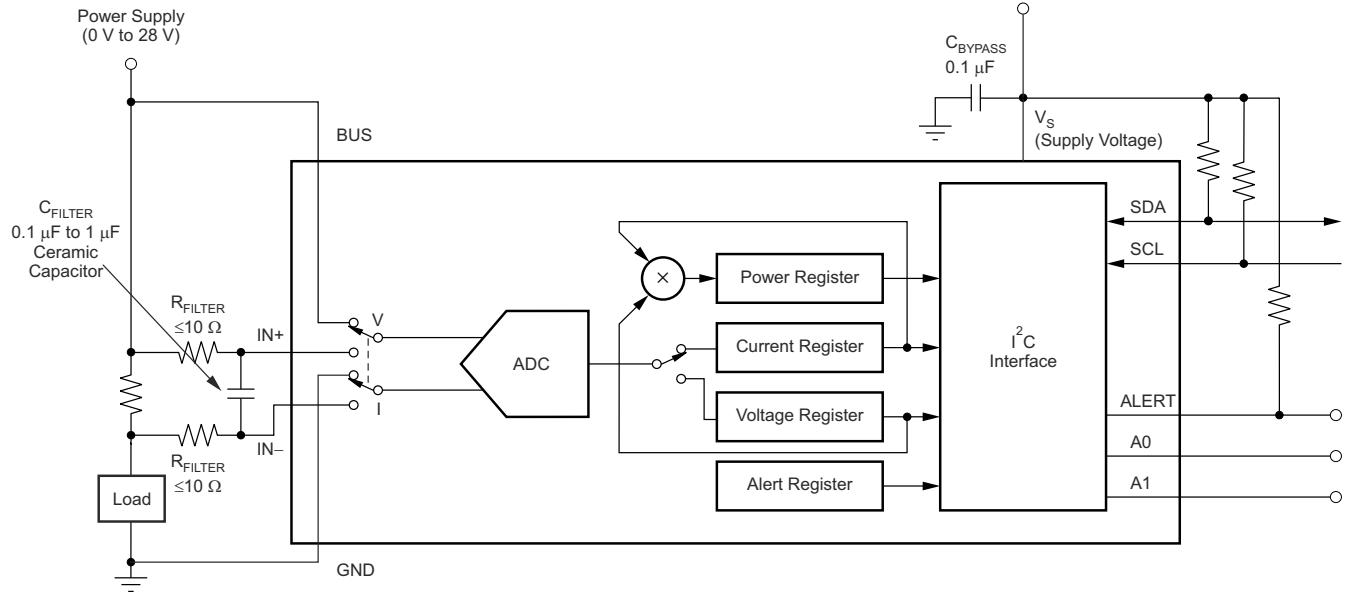 Power Supply
(0 V to 28 V)
C_BYPASS
0.1 μF
V_S
(Supply Voltage)
BUS
C_FILTER
0.1 μF to 1 μF
Ceramic
Capacitor
R_FILTER
≤10 Ω
IN+
V
ADC
I
IN–
R_FILTER
≤10 Ω
Load
GND
×
Power Register
Current Register
Voltage Register
Alert Register
I²C
Interface
SDA
SCL
ALERT
A0
A1